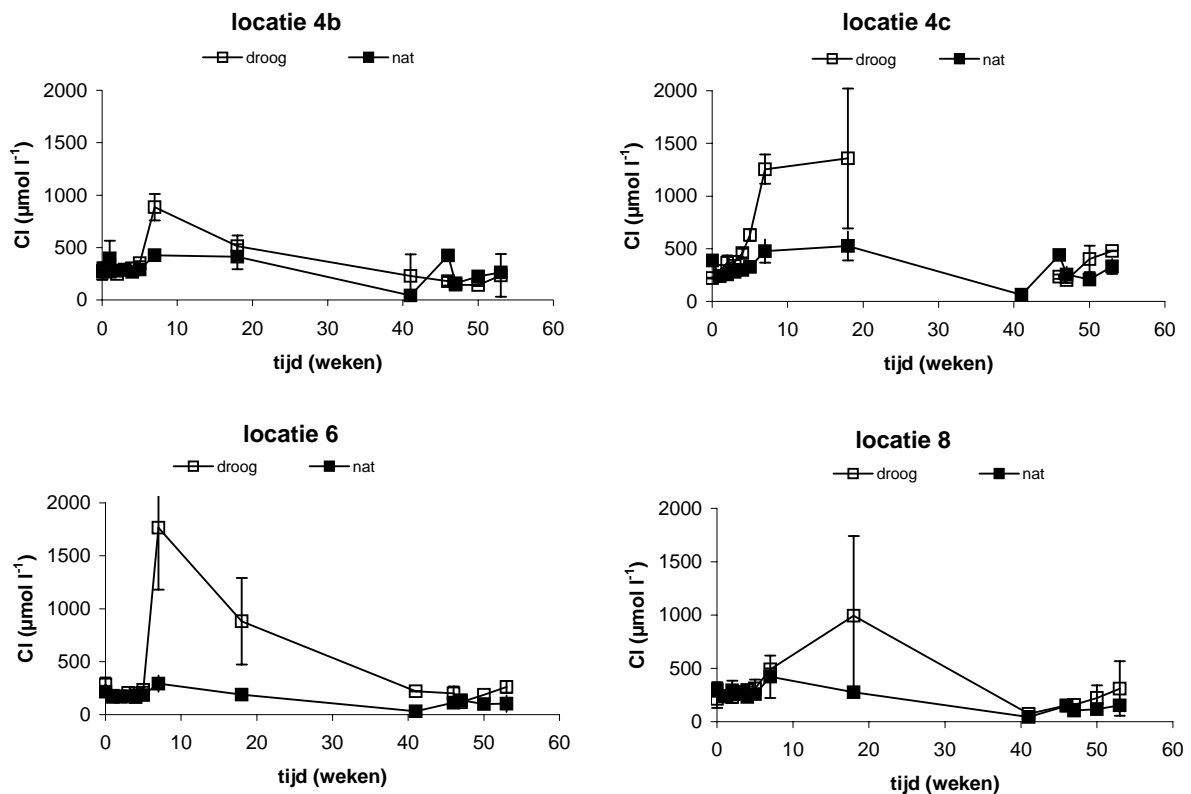 locatie 4b
droog nat
2000
1500
1000
500
0
Cl (µmol l⁻¹)
0 10 20 30 40 50 60
tijd (weken)
locatie 4c
droog nat
2000
1500
1000
500
0
Cl (µmol l⁻¹)
0 10 20 30 40 50 60
tijd (weken)
locatie 6
droog nat
2000
1500
1000
500
0
Cl (µmol l⁻¹)
0 10 20 30 40 50 60
tijd (weken)
locatie 8
droog nat
2000
1500
1000
500
0
Cl (µmol l⁻¹)
0 10 20 30 40 50 60
tijd (weken)